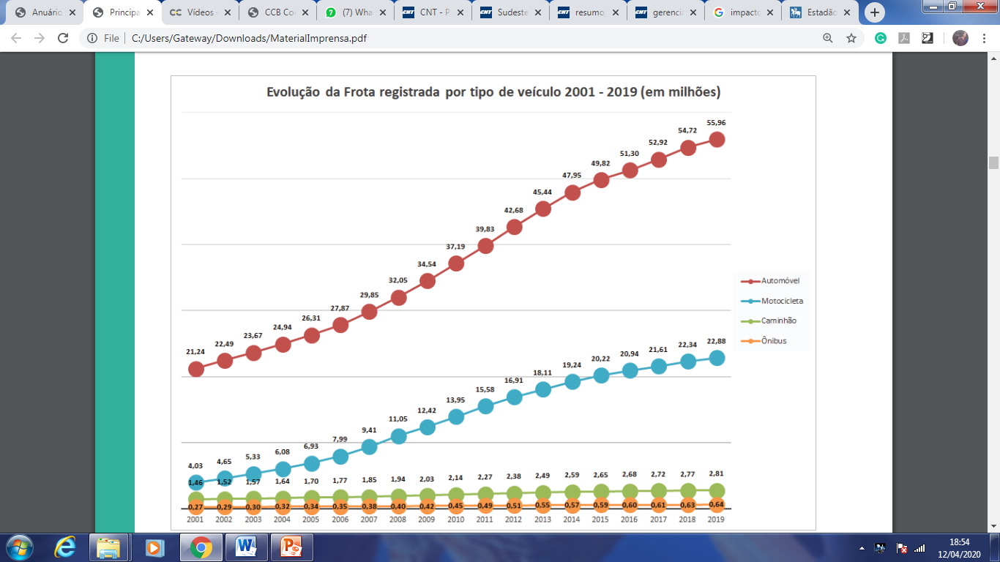 Anuário
Principa
Vídeos -
CCB Co
(7) Wha
CNT - P
Sudeste
resumo,
gerenci
impacto
Estadão
File | C:/Users/Gateway/Downloads/MaterialImprensa.pdf
Evolução da Frota registrada por tipo de veículo 2001 - 2019 (em milhões)
21,24 22,49 23,67 24,94 26,31 27,87 29,85 32,05 34,54 37,19 39,83 42,68 45,44 47,95 49,82 51,30 52,92 54,72 55,96
Automóvel
Motocicleta
Caminhão
Ônibus
4,03 4,65 5,33 6,08 6,93 7,99 9,41 11,05 12,42 13,95 15,58 16,91 18,11 19,24 20,22 20,94 21,61 22,34 22,88
1,46 1,52 1,57 1,64 1,70 1,77 1,85 1,94 2,03 2,14 2,27 2,38 2,49 2,59 2,65 2,68 2,72 2,77 2,81
0,27 0,29 0,30 0,32 0,34 0,35 0,38 0,40 0,42 0,45 0,49 0,51 0,55 0,57 0,59 0,60 0,61 0,63 0,64
2001 2002 2003 2004 2005 2006 2007 2008 2009 2010 2011 2012 2013 2014 2015 2016 2017 2018 2019
18:54
12/04/2020